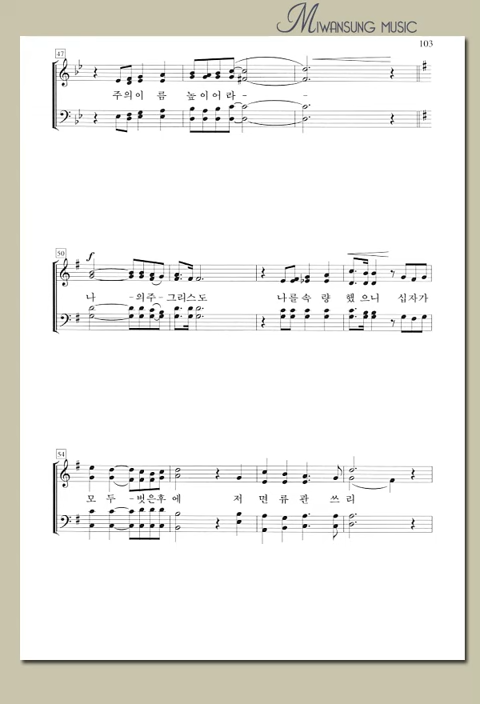 MIWANSUNG MUSIC
103
47
주의이 름 높이어라- -
50
f
나 -의주-그리스도 나를속 량 했으니 십자가
54
모 두 -벗은후 에 저 면류관 쓰리